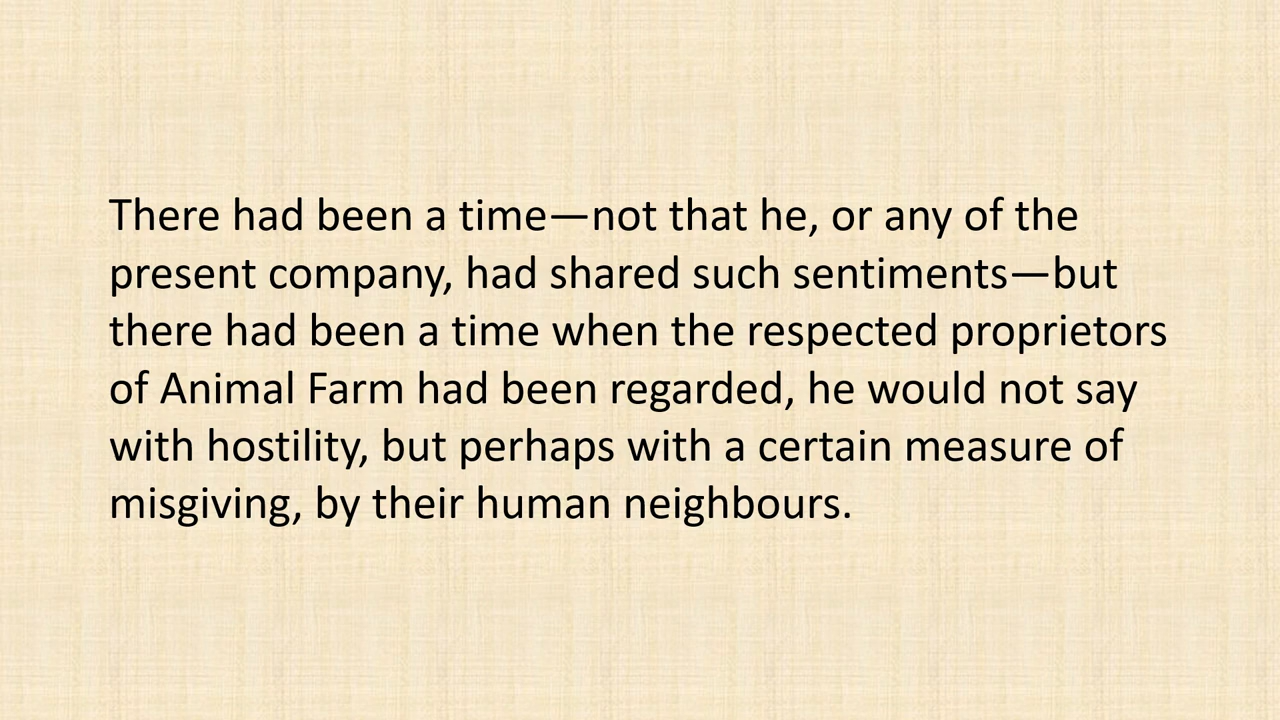 There had been a time—not that he, or any of the
present company, had shared such sentiments—but
there had been a time when the respected proprietors
of Animal Farm had been regarded, he would not say
with hostility, but perhaps with a certain measure of
misgiving, by their human neighbours.